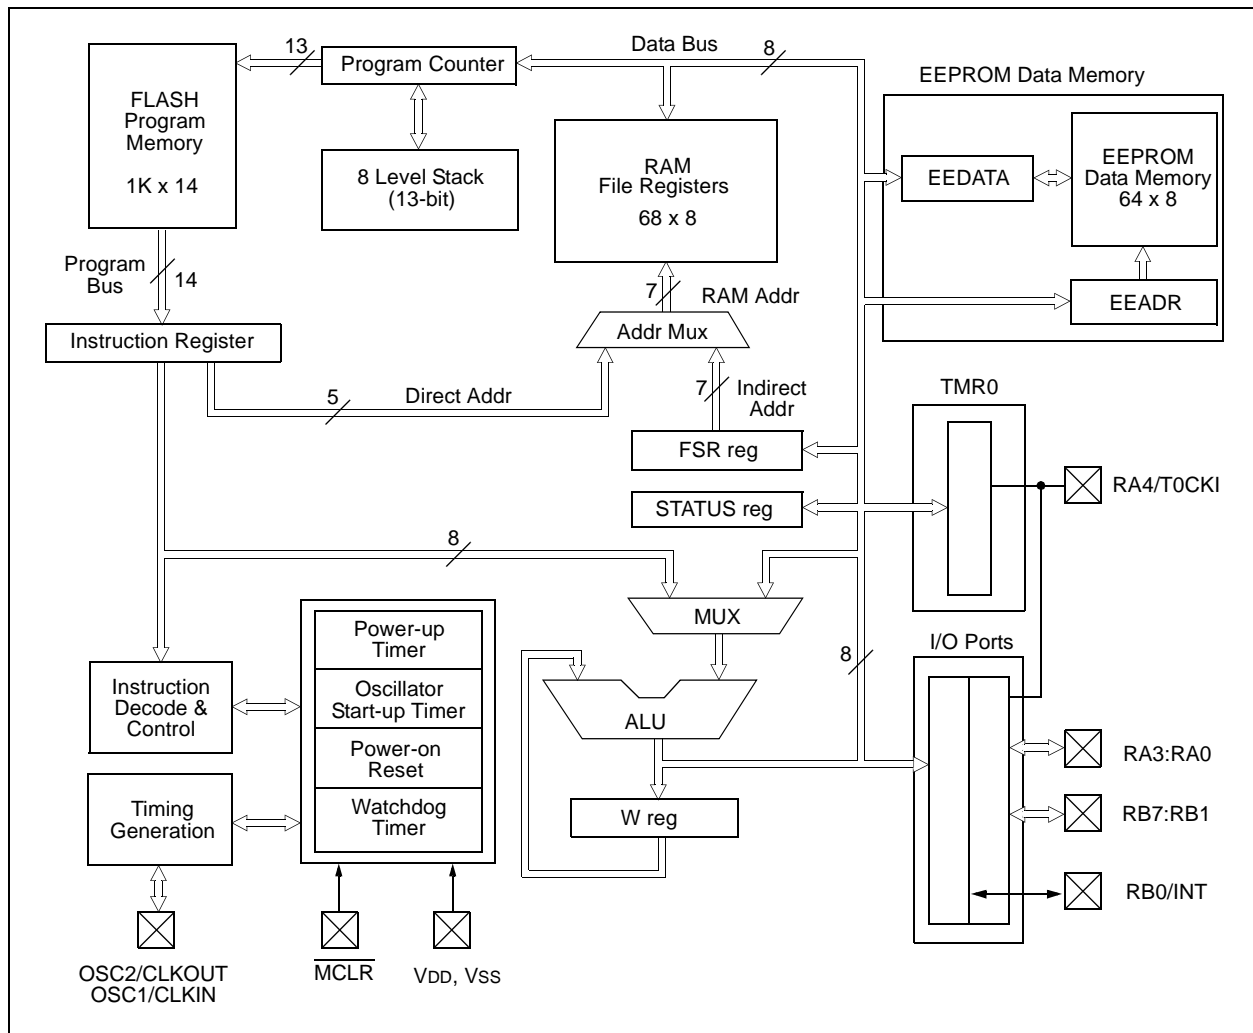 13
Program Counter
Data Bus
8
EEPROM Data Memory
FLASH
Program
Memory
1K x 14
8 Level Stack
(13-bit)
RAM
File Registers
68 x 8
EEDATA
EEPROM
Data Memory
64 x 8
Program
Bus
14
7
RAM Addr
EEADR
Instruction Register
Addr Mux
5
Direct Addr
7
Indirect
Addr
TMR0
FSR reg
RA4/T0CKI
STATUS reg
8
MUX
Power-up
Timer
8
I/O Ports
Instruction
Decode &
Control
Oscillator
Start-up Timer
ALU
Power-on
Reset
RA3:RA0
Timing
Generation
Watchdog
Timer
W reg
RB7:RB1
RB0/INT
OSC2/CLKOUT
OSC1/CLKIN
MCLR
VDD, VSS